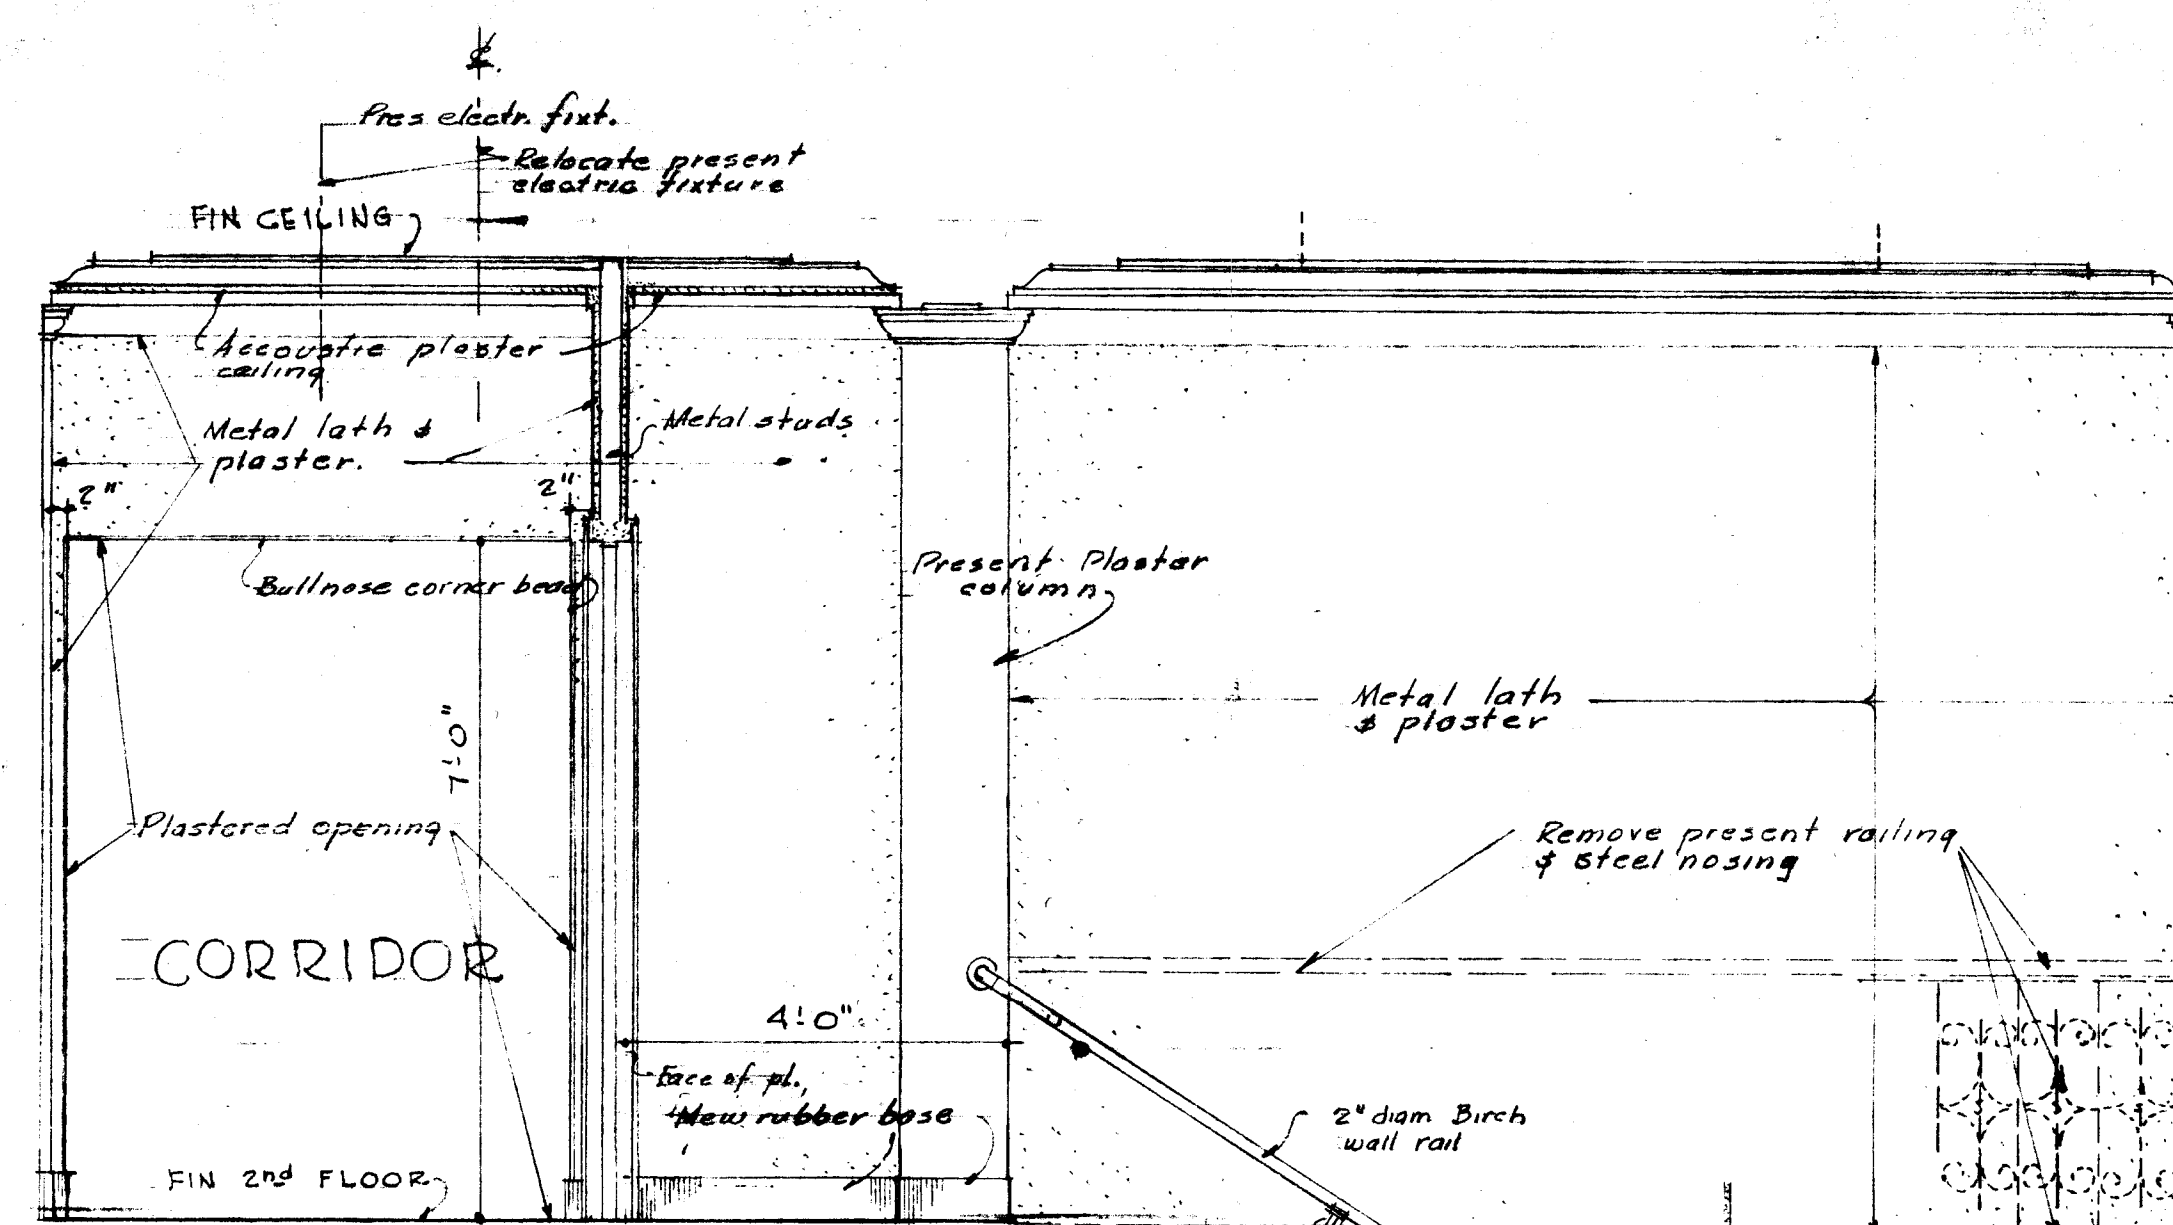 ℄.
Pres electr. fixt.
Relocate present
electric fixture
FIN CEILING
Accoustic plaster
ceiling
Metal lath &
plaster.
Metal studs
2"
2"
Bullnose corner bead
Present Plaster
column
7'-0"
Metal lath
& plaster
Plastered opening
Remove present railing
& steel nosing
CORRIDOR
4'-0"
Face of pl.,
New rubber base
2" diam Birch
wall rail
FIN 2nd FLOOR